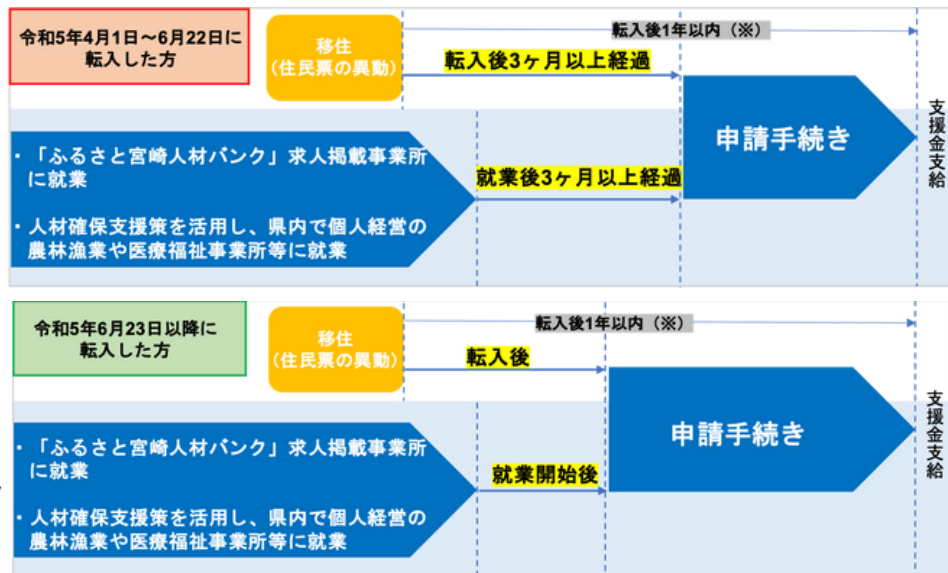 令和5年4月1日～6月22日に
転入した方
移住
(住民票の異動)
転入後1年以内（※）
転入後3ヶ月以上経過
・「ふるさと宮崎人材バンク」求人掲載事業所
に就業
・人材確保支援策を活用し、県内で個人経営の
農林漁業や医療福祉事業所等に就業
就業後3ヶ月以上経過
申請手続き
支援金支給
令和5年6月23日以降に
転入した方
移住
(住民票の異動)
転入後1年以内（※）
転入後
・「ふるさと宮崎人材バンク」求人掲載事業所
に就業
・人材確保支援策を活用し、県内で個人経営の
農林漁業や医療福祉事業所等に就業
就業開始後
申請手続き
支援金支給